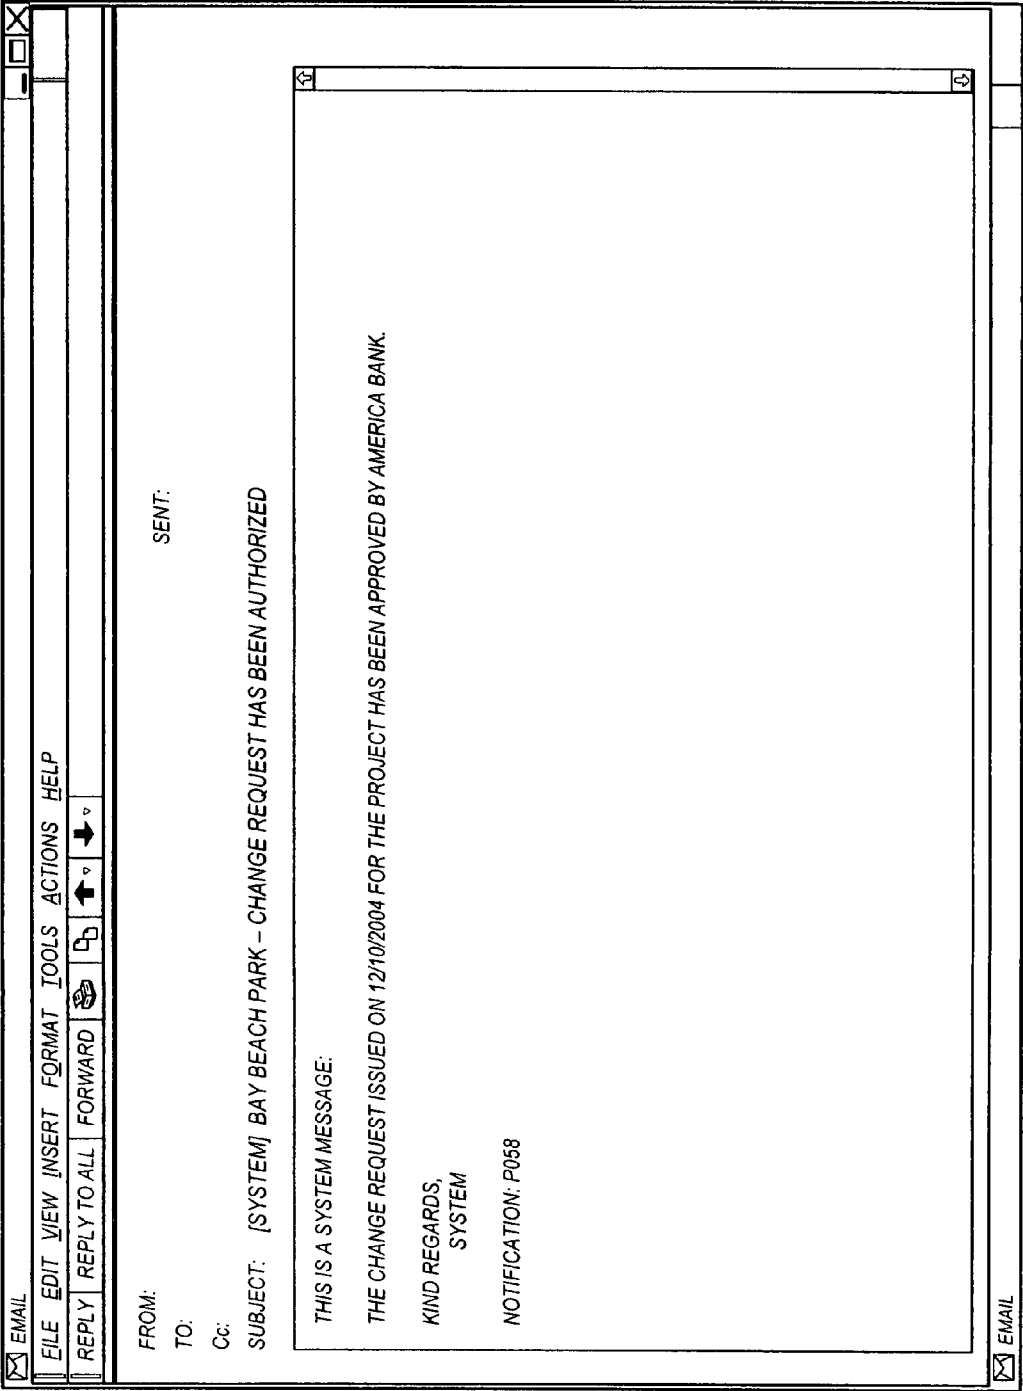 EMAIL
FILE EDIT VIEW INSERT FORMAT TOOLS ACTIONS HELP
REPLY REPLY TO ALL FORWARD
FROM: SENT:
TO:
Cc:
SUBJECT: [SYSTEM] BAY BEACH PARK – CHANGE REQUEST HAS BEEN AUTHORIZED
THIS IS A SYSTEM MESSAGE:
THE CHANGE REQUEST ISSUED ON 12/10/2004 FOR THE PROJECT HAS BEEN APPROVED BY AMERICA BANK.
KIND REGARDS,
SYSTEM
NOTIFICATION: P058
EMAIL